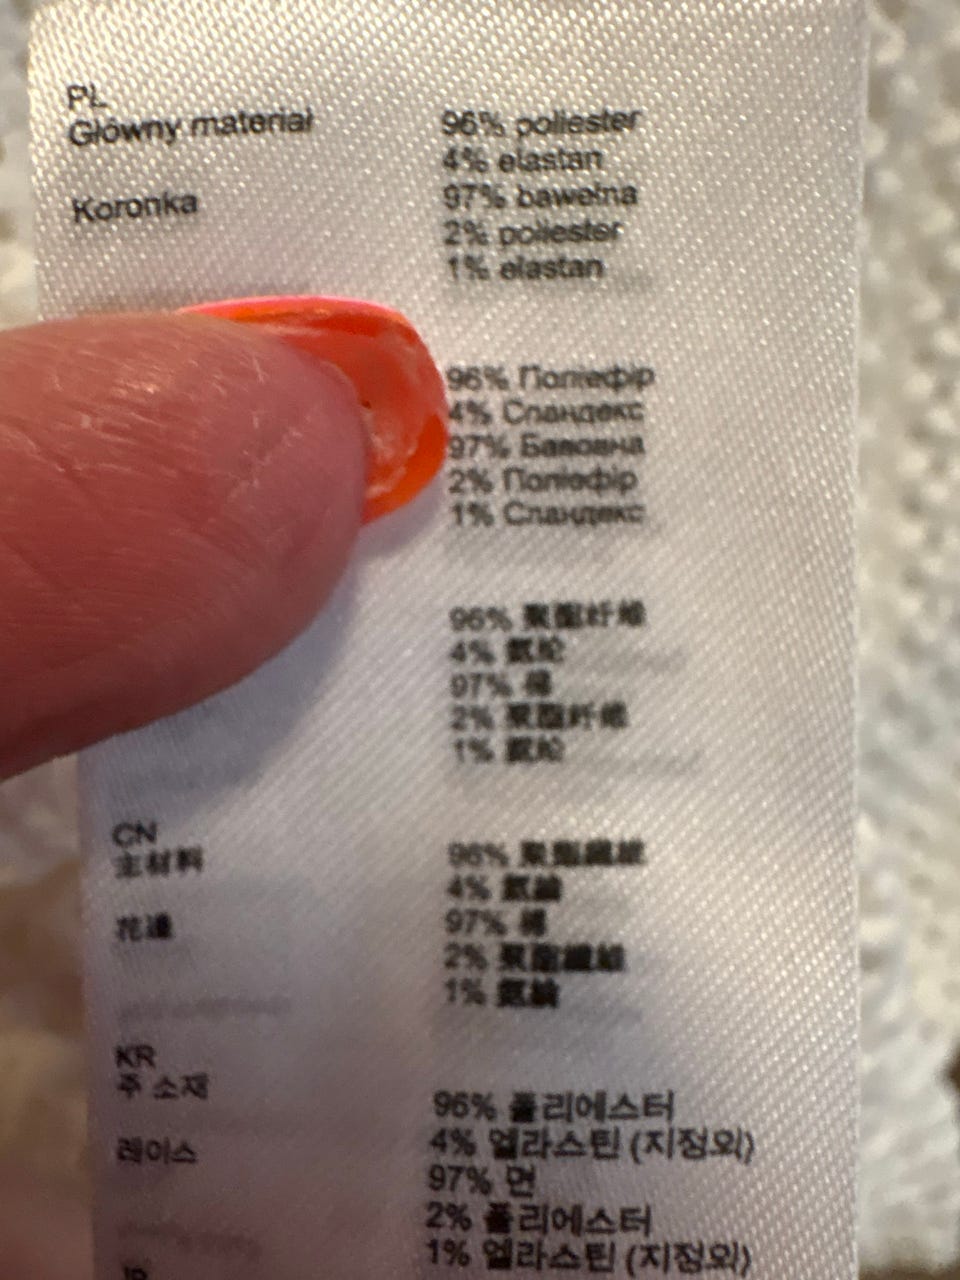 PL
Główny materiał
96% poliester
4% elastan
Koronka
97% bawełna
2% poliester
1% elastan
96% Поліефір
4% Спандекс
97% Бавовна
2% Поліефір
1% Спандекс
96% 聚酯纤维
4% 氨纶
97% 棉
2% 聚酯纤维
1% 氨纶
CN
主材料
96% 聚酯纖維
4% 氨綸
花邊
97% 棉
2% 聚酯纖維
1% 氨綸
KR
주 소재
96% 폴리에스터
4% 엘라스틴 (지정외)
레이스
97% 면
2% 폴리에스터
1% 엘라스틴 (지정외)